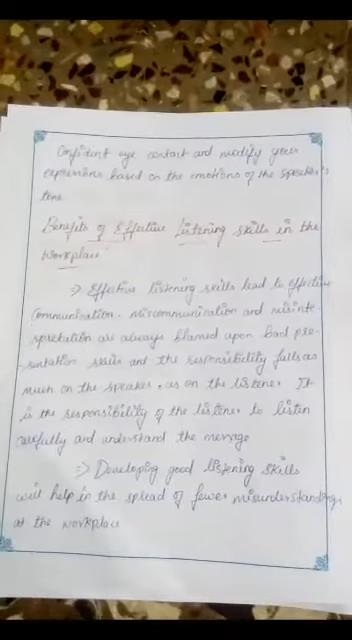 Confident eye contact and modify your
expressions based on the emotions of the speaker's
tone
Benefits of Effective listening skills in the
workplace
⇒ Effective listening skills lead to effective
communication. miscommunication and misinte-
-rpretation are always blamed upon bad pre-
-sentation skills and the responsibility falls as
much on the speaker, as on the listener. It
is the responsibility of the listener to listen
carefully and understand the message
⇒ Developing good listening skills
will help in the spread of fewer misunderstandings
at the workplace